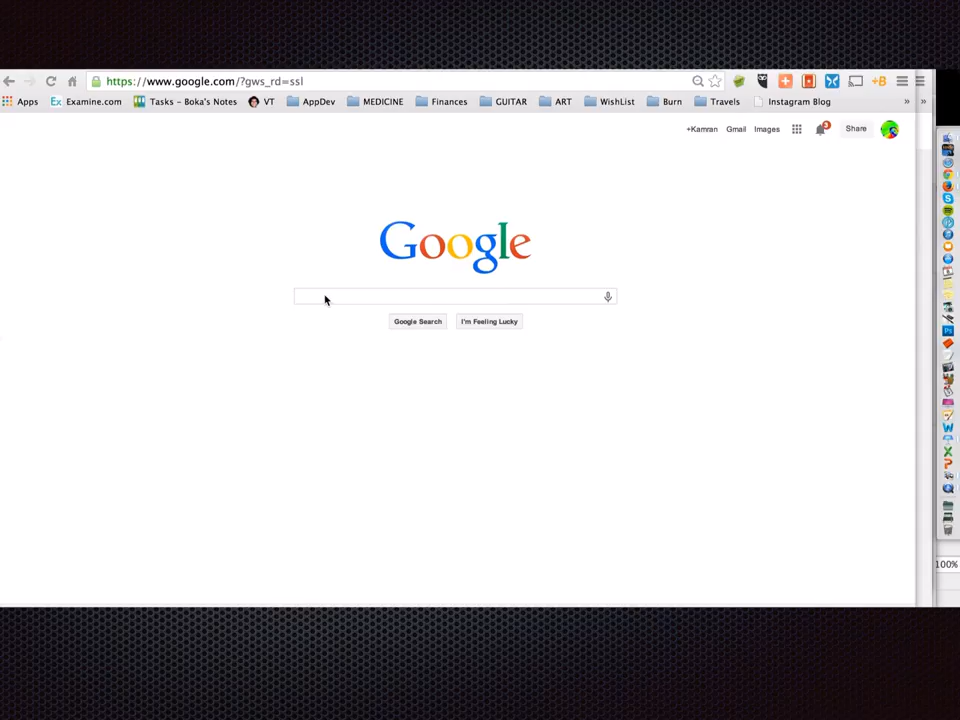 https://www.google.com/?gws_rd=ssl
+B
Apps Ex Examine.com Tasks – Boka's Notes VT AppDev MEDICINE Finances GUITAR ART WishList Burn Travels Instagram Blog » »
+Kamran Gmail Images 3 Share
Google
Google Search I'm Feeling Lucky
100%